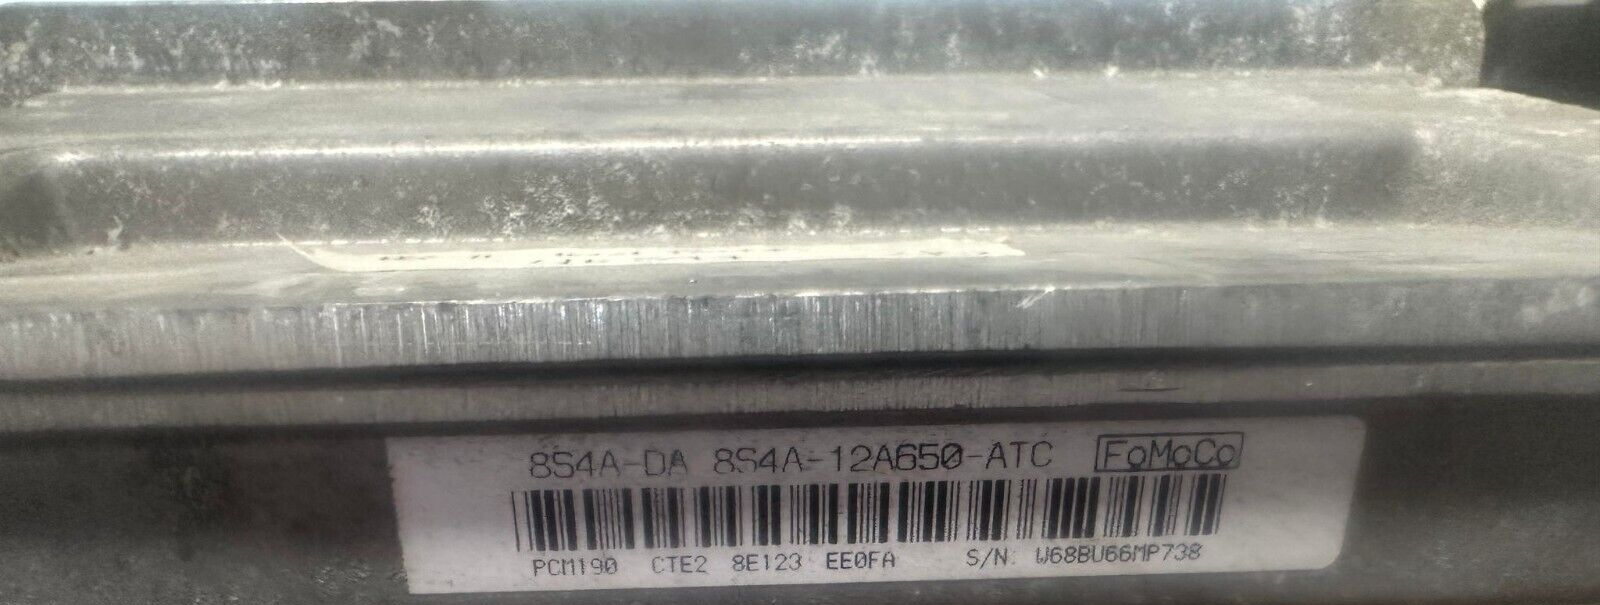 8S4A-DA 8S4A-12A650-ATC FoMoCo
PCM190 CTE2 8E123 EE0FA S/N: W68BU66MP738